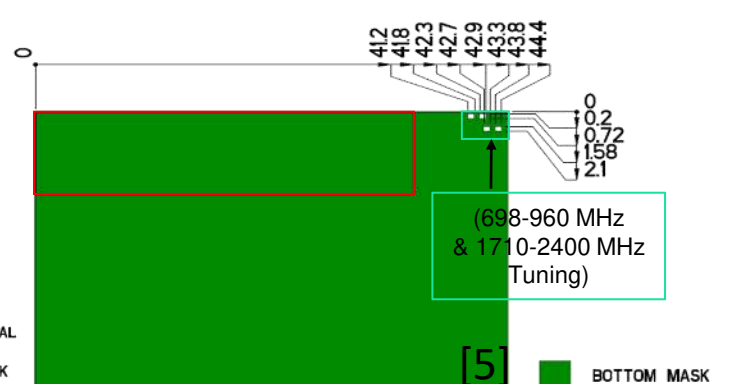 0
41.2
41.8
42.3
42.7
42.9
43.3
43.8
44.4
0
0.2
0.72
1.58
2.1
(698-960 MHz
& 1710-2400 MHz
Tuning)
AL
K
[5]
BOTTOM MASK